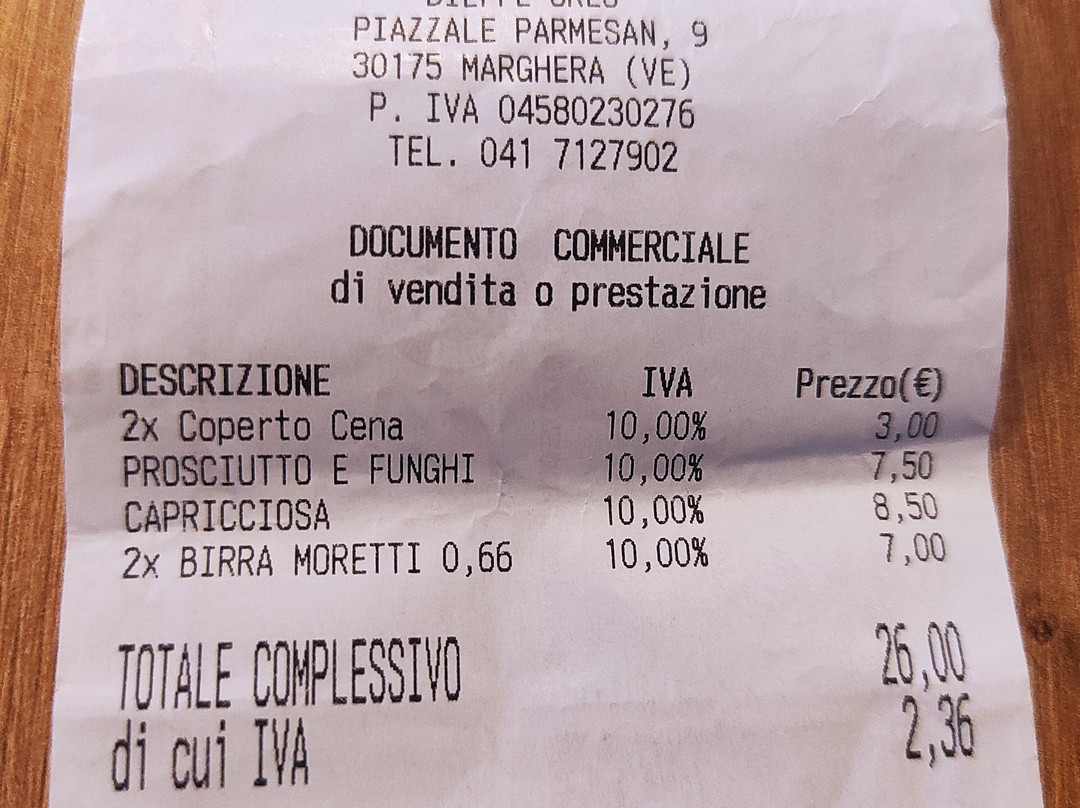 PIAZZALE PARMESAN, 9
30175 MARGHERA (VE)
P. IVA 04580230276
TEL. 041 7127902
DOCUMENTO COMMERCIALE
di vendita o prestazione
DESCRIZIONE IVA Prezzo(€)
2x Coperto Cena 10,00% 3,00
PROSCIUTTO E FUNGHI 10,00% 7,50
CAPRICCIOSA 10,00% 8,50
2x BIRRA MORETTI 0,66 10,00% 7,00
TOTALE COMPLESSIVO 26,00
di cui IVA 2,36